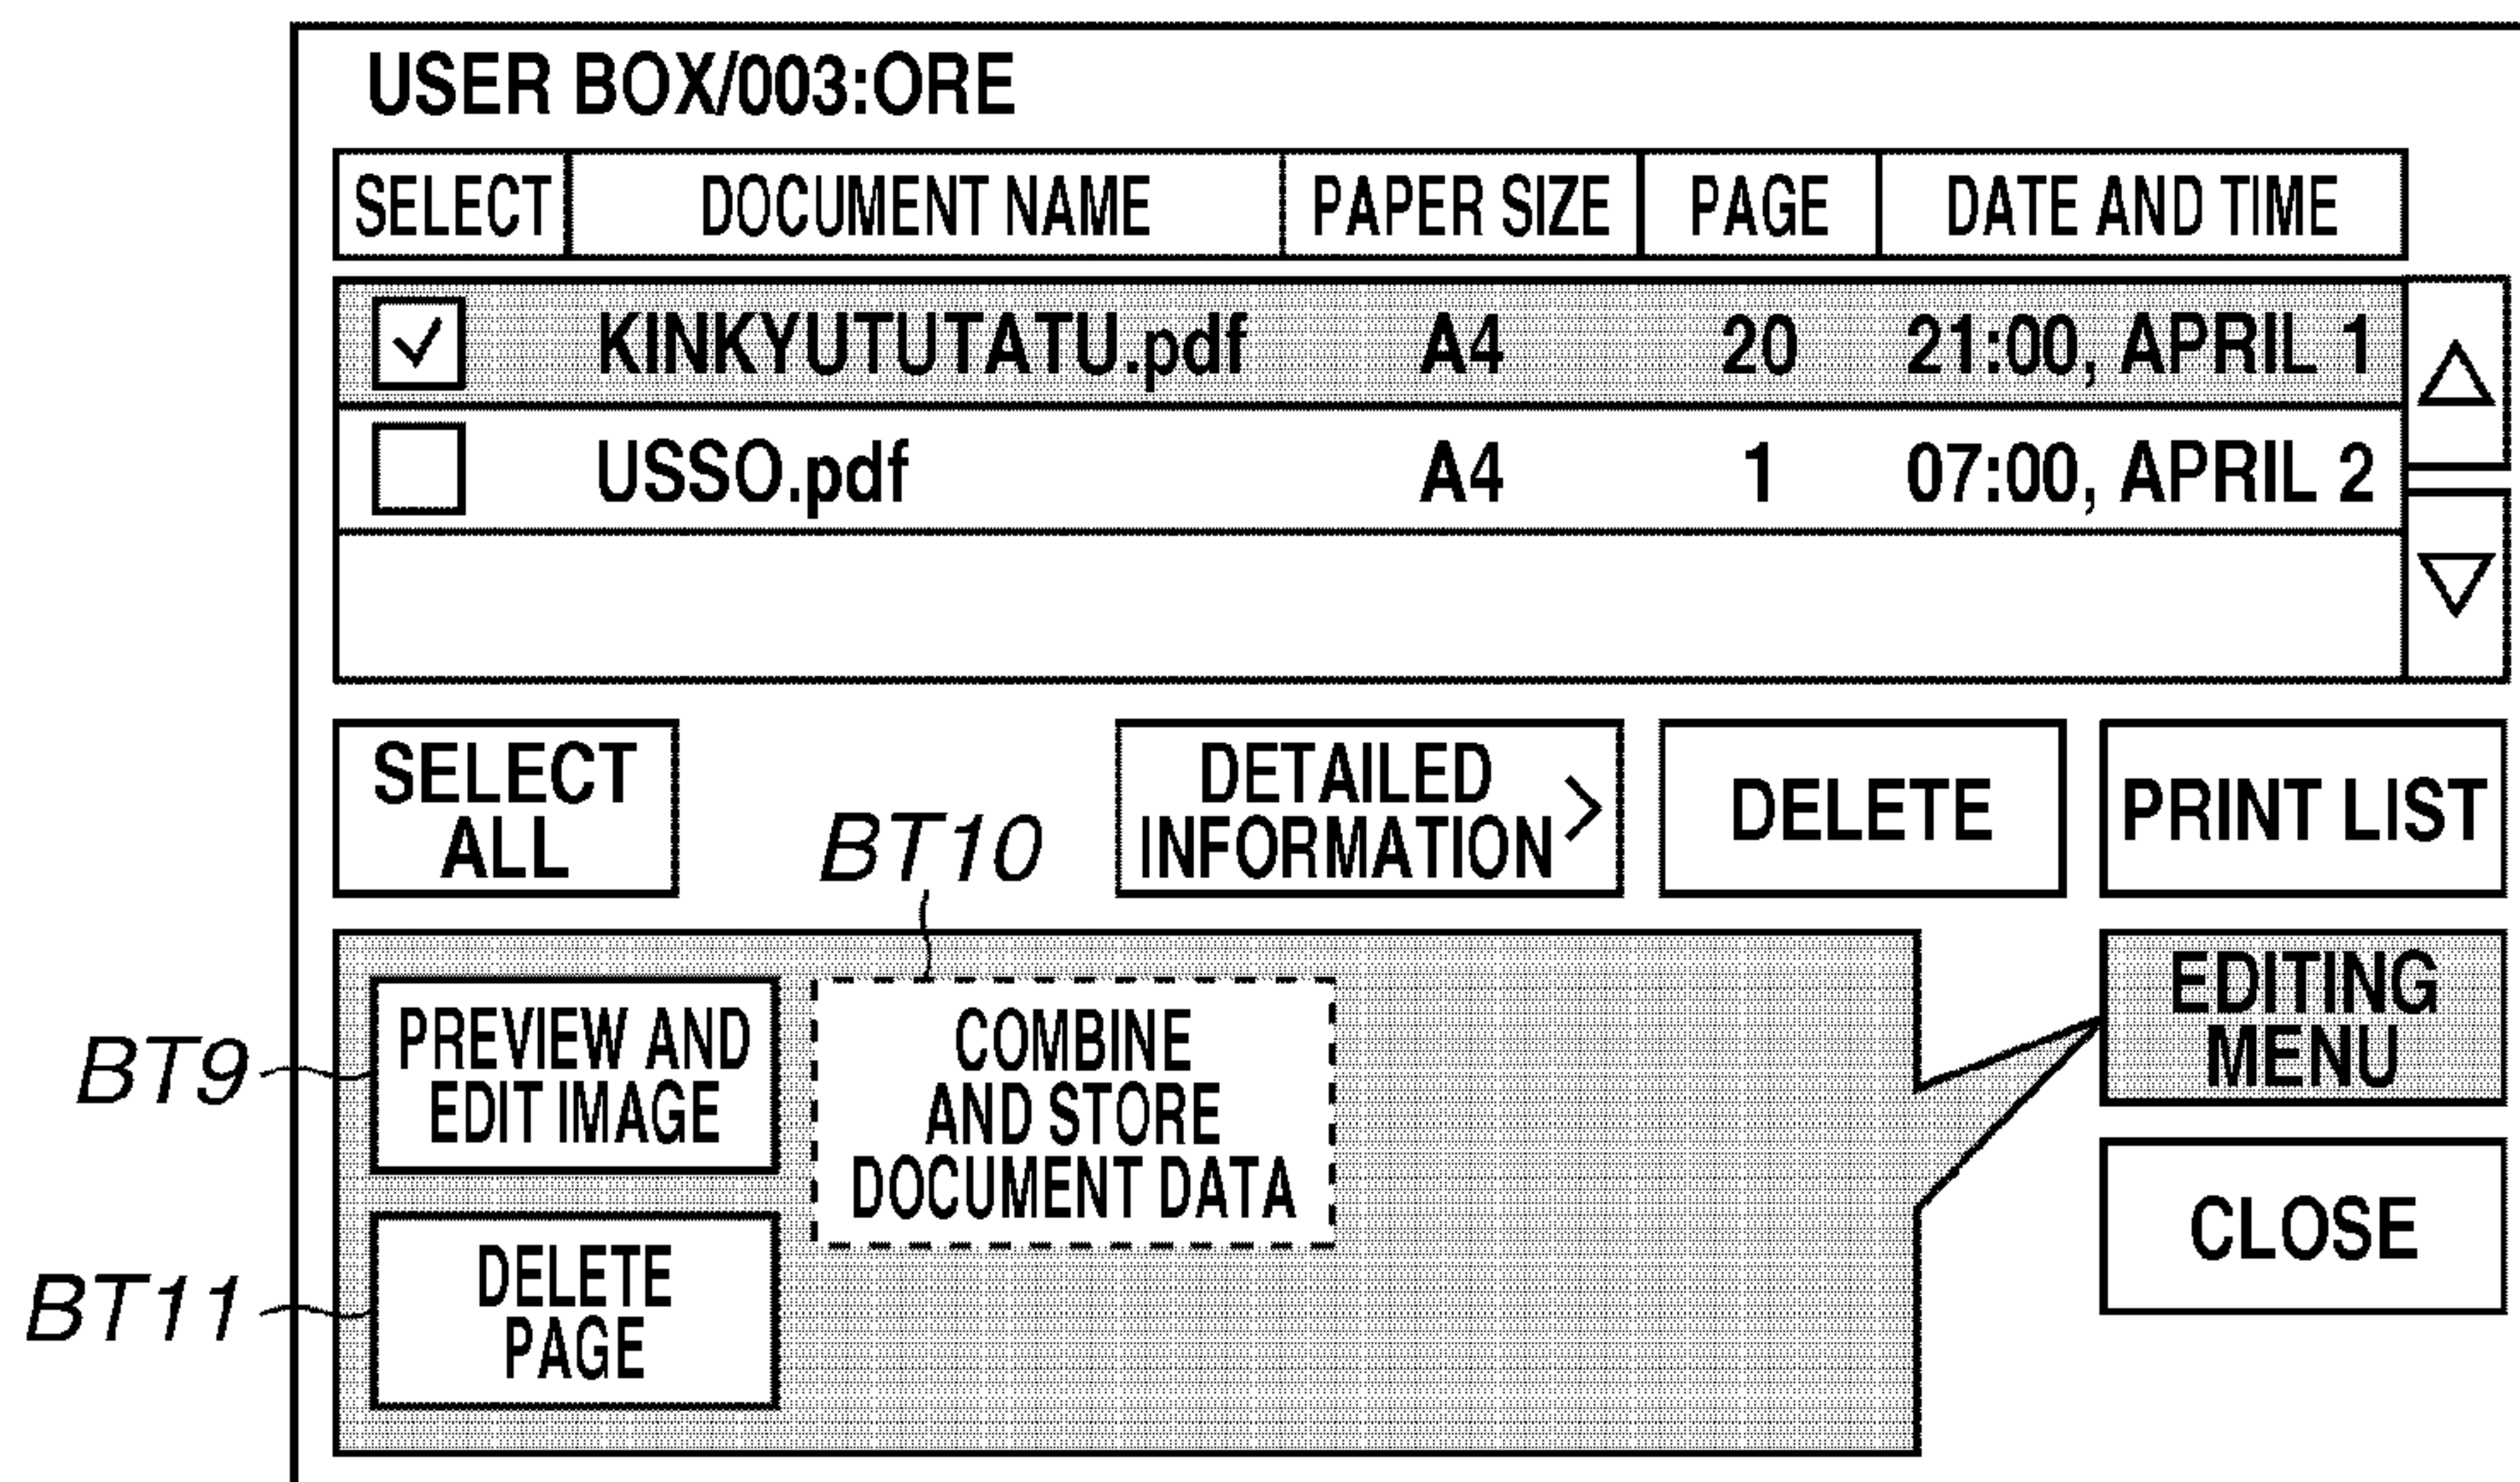 USER BOX/003:ORE
SELECT DOCUMENT NAME PAPER SIZE PAGE DATE AND TIME
KINKYUTUTATU.pdf A4 20 21:00, APRIL 1
USSO.pdf A4 1 07:00, APRIL 2
SELECT
ALL
BT10
DETAILED
INFORMATION >
DELETE
PRINT LIST
BT9
PREVIEW AND
EDIT IMAGE
COMBINE
AND STORE
DOCUMENT DATA
EDITING
MENU
BT11
DELETE
PAGE
CLOSE